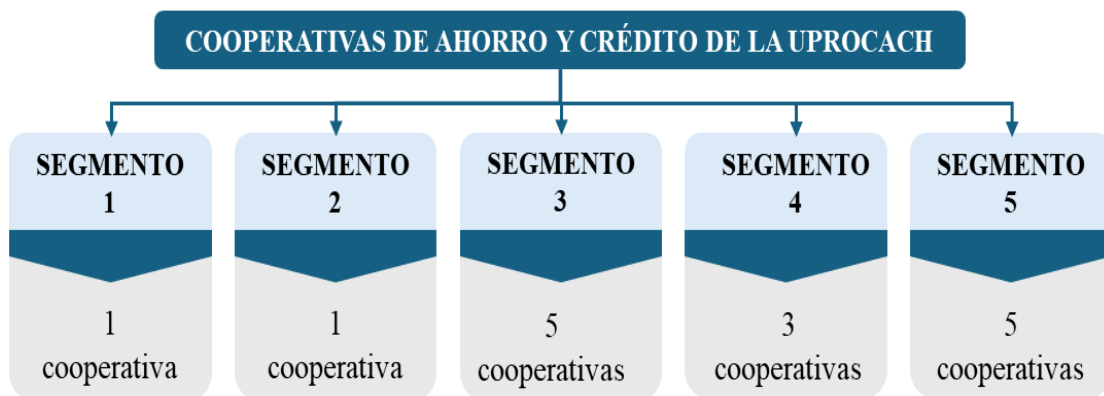 COOPERATIVAS DE AHORRO Y CRÉDITO DE LA UPROCACH
SEGMENTO
1
SEGMENTO
2
SEGMENTO
3
SEGMENTO
4
SEGMENTO
5
1
cooperativa
1
cooperativa
5
cooperativas
3
cooperativas
5
cooperativas